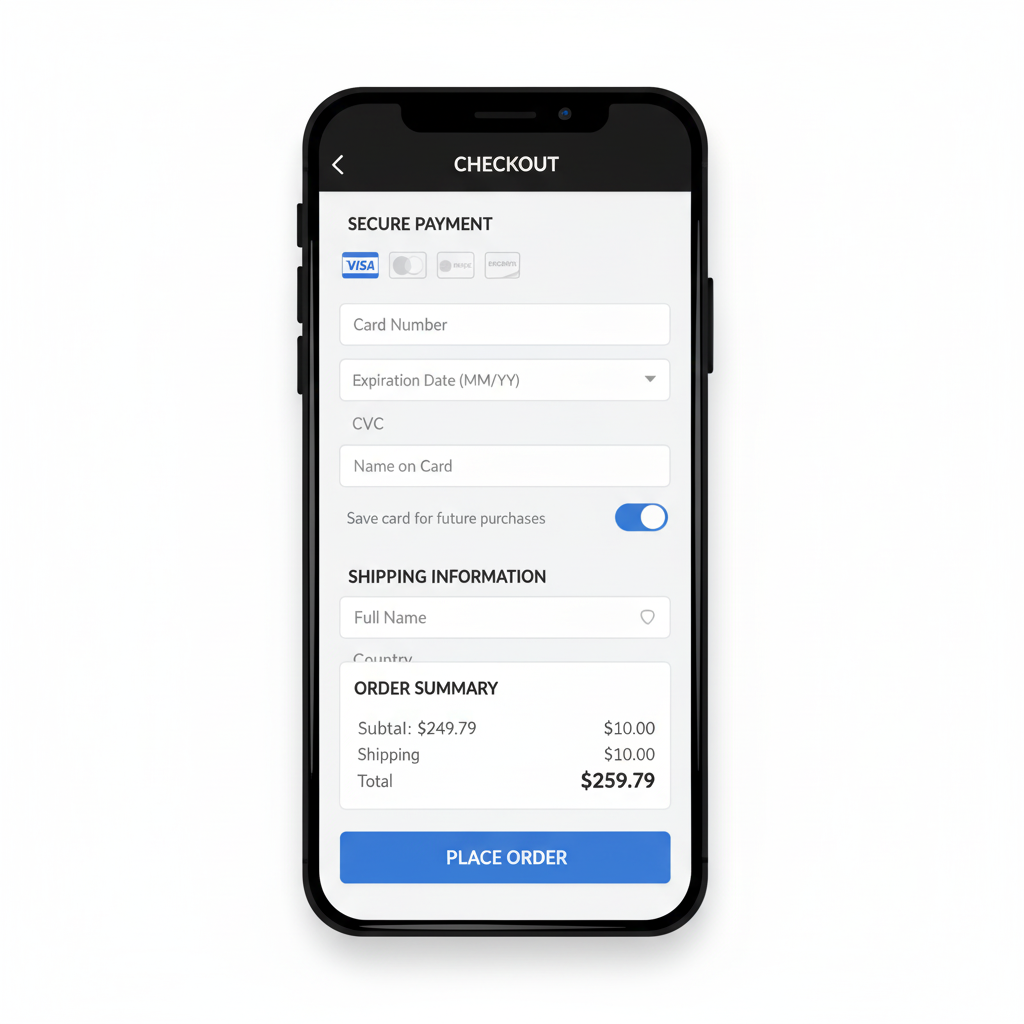 CHECKOUT
SECURE PAYMENT
VISA
Card Number
Expiration Date (MM/YY)
CVC
Name on Card
Save card for future purchases
SHIPPING INFORMATION
Full Name
Country
ORDER SUMMARY
Subtal: $249.79 $10.00
Shipping $10.00
Total $259.79
PLACE ORDER